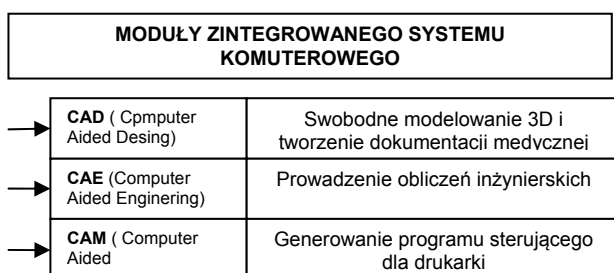 MODUŁY ZINTEGROWANEGO SYSTEMU
KOMUTEROWEGO
CAD ( Cpmputer
Aided Desing)
Swobodne modelowanie 3D i
tworzenie dokumentacji medycznej
CAE (Computer
Aided Enginering)
Prowadzenie obliczeń inżynierskich
CAM ( Computer
Aided
Generowanie programu sterującego
dla drukarki